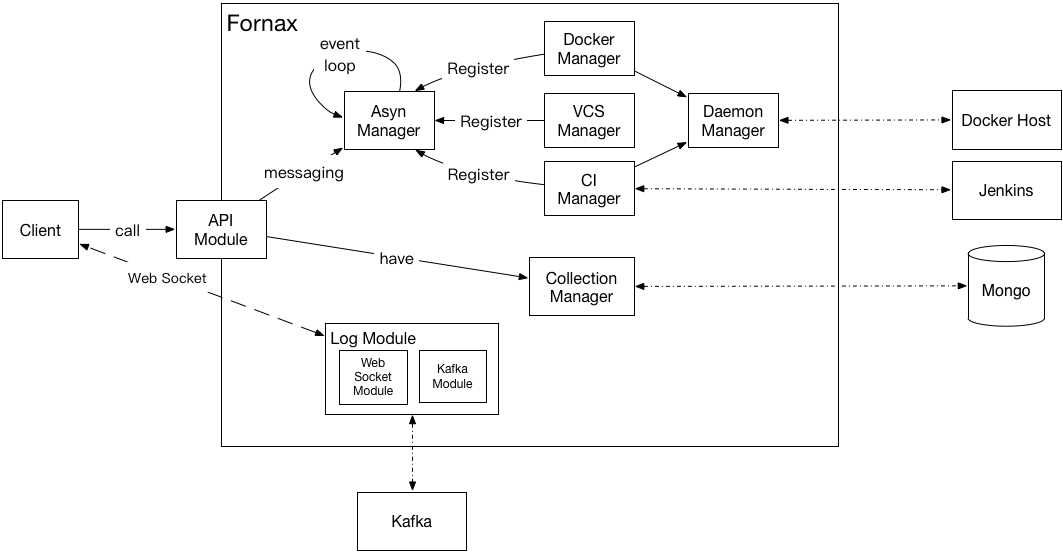 Fornax
event
loop
Docker
Manager
Register
Asyn
Manager
VCS
Manager
Register
Daemon
Manager
Docker Host
messaging
Register
CI
Manager
Jenkins
Client
call
API
Module
have
Web Socket
Collection
Manager
Mongo
Log Module
Web
Socket
Module
Kafka
Module
Kafka